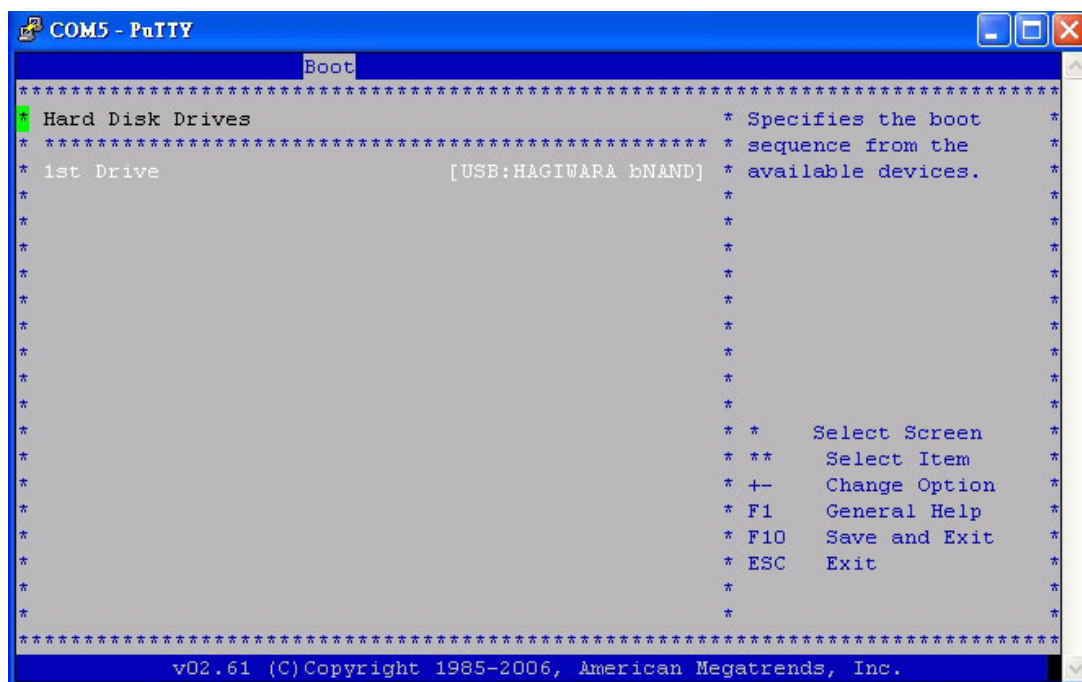 COM5 - PuTTY
Boot
********************************************************************************
* Hard Disk Drives * Specifies the boot *
* *************************************************** * sequence from the *
* 1st Drive [USB:HAGIWARA bNAND] * available devices. *
* * *
* * *
* * *
* * *
* * *
* * *
* * *
* * *
* * *
* * * Select Screen *
* * ** Select Item *
* * +- Change Option *
* * F1 General Help *
* * F10 Save and Exit *
* * ESC Exit *
* * *
* * *
********************************************************************************
v02.61 (C)Copyright 1985-2006, American Megatrends, Inc.